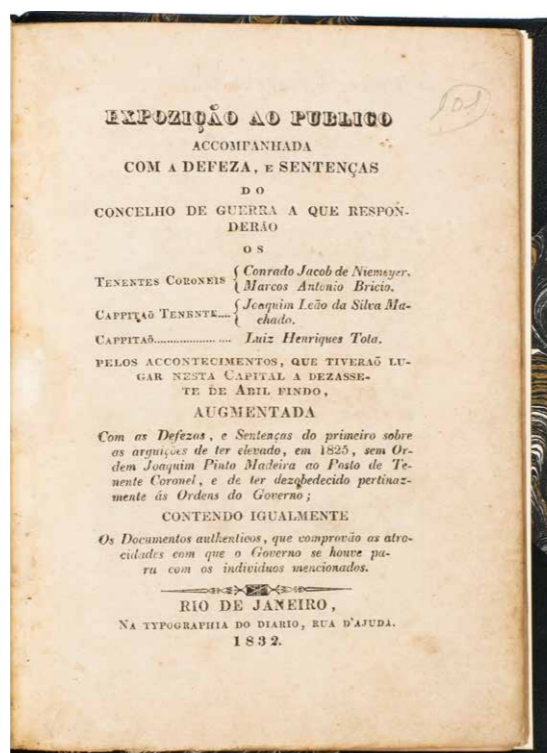 101
EXPOZIÇÃO AO PUBLICO
ACCOMPANHADA
COM A DEFEZA, E SENTENÇAS
DO
CONCELHO DE GUERRA A QUE RESPON-
DERÃO
OS
TENENTES CORONEIS { Conrado Jacob de Niemeyer.
Marcos Antonio Bricio.
CAPPITAÕ TENENTE.... { Joaquim Leão da Silva Ma-
chado.
CAPPITAÕ...................... Luiz Henriques Tota.
PELOS ACCONTECIMENTOS, QUE TIVERAÕ LU-
GAR NESTA CAPITAL A DEZASSE-
TE DE ABIL FINDO,
AUGMENTADA
Com as Defezas, e Sentenças do primeiro sobre
as arguições de ter elevado, em 1825, sem Or-
dem Joaquim Pinto Madeira ao Posto de Te-
nente Coronel, e de ter dezobedecido pertinaz-
mente ás Ordens do Governo;
CONTENDO IGUALMENTE
Os Documentos authenticos, que comprovão as atro-
cidades com que o Governo se houve pa-
ra com os individuos mencionados.
RIO DE JANEIRO,
NA TYPOGRAPHIA DO DIARIO, RUA D'AJUDA.
1832.